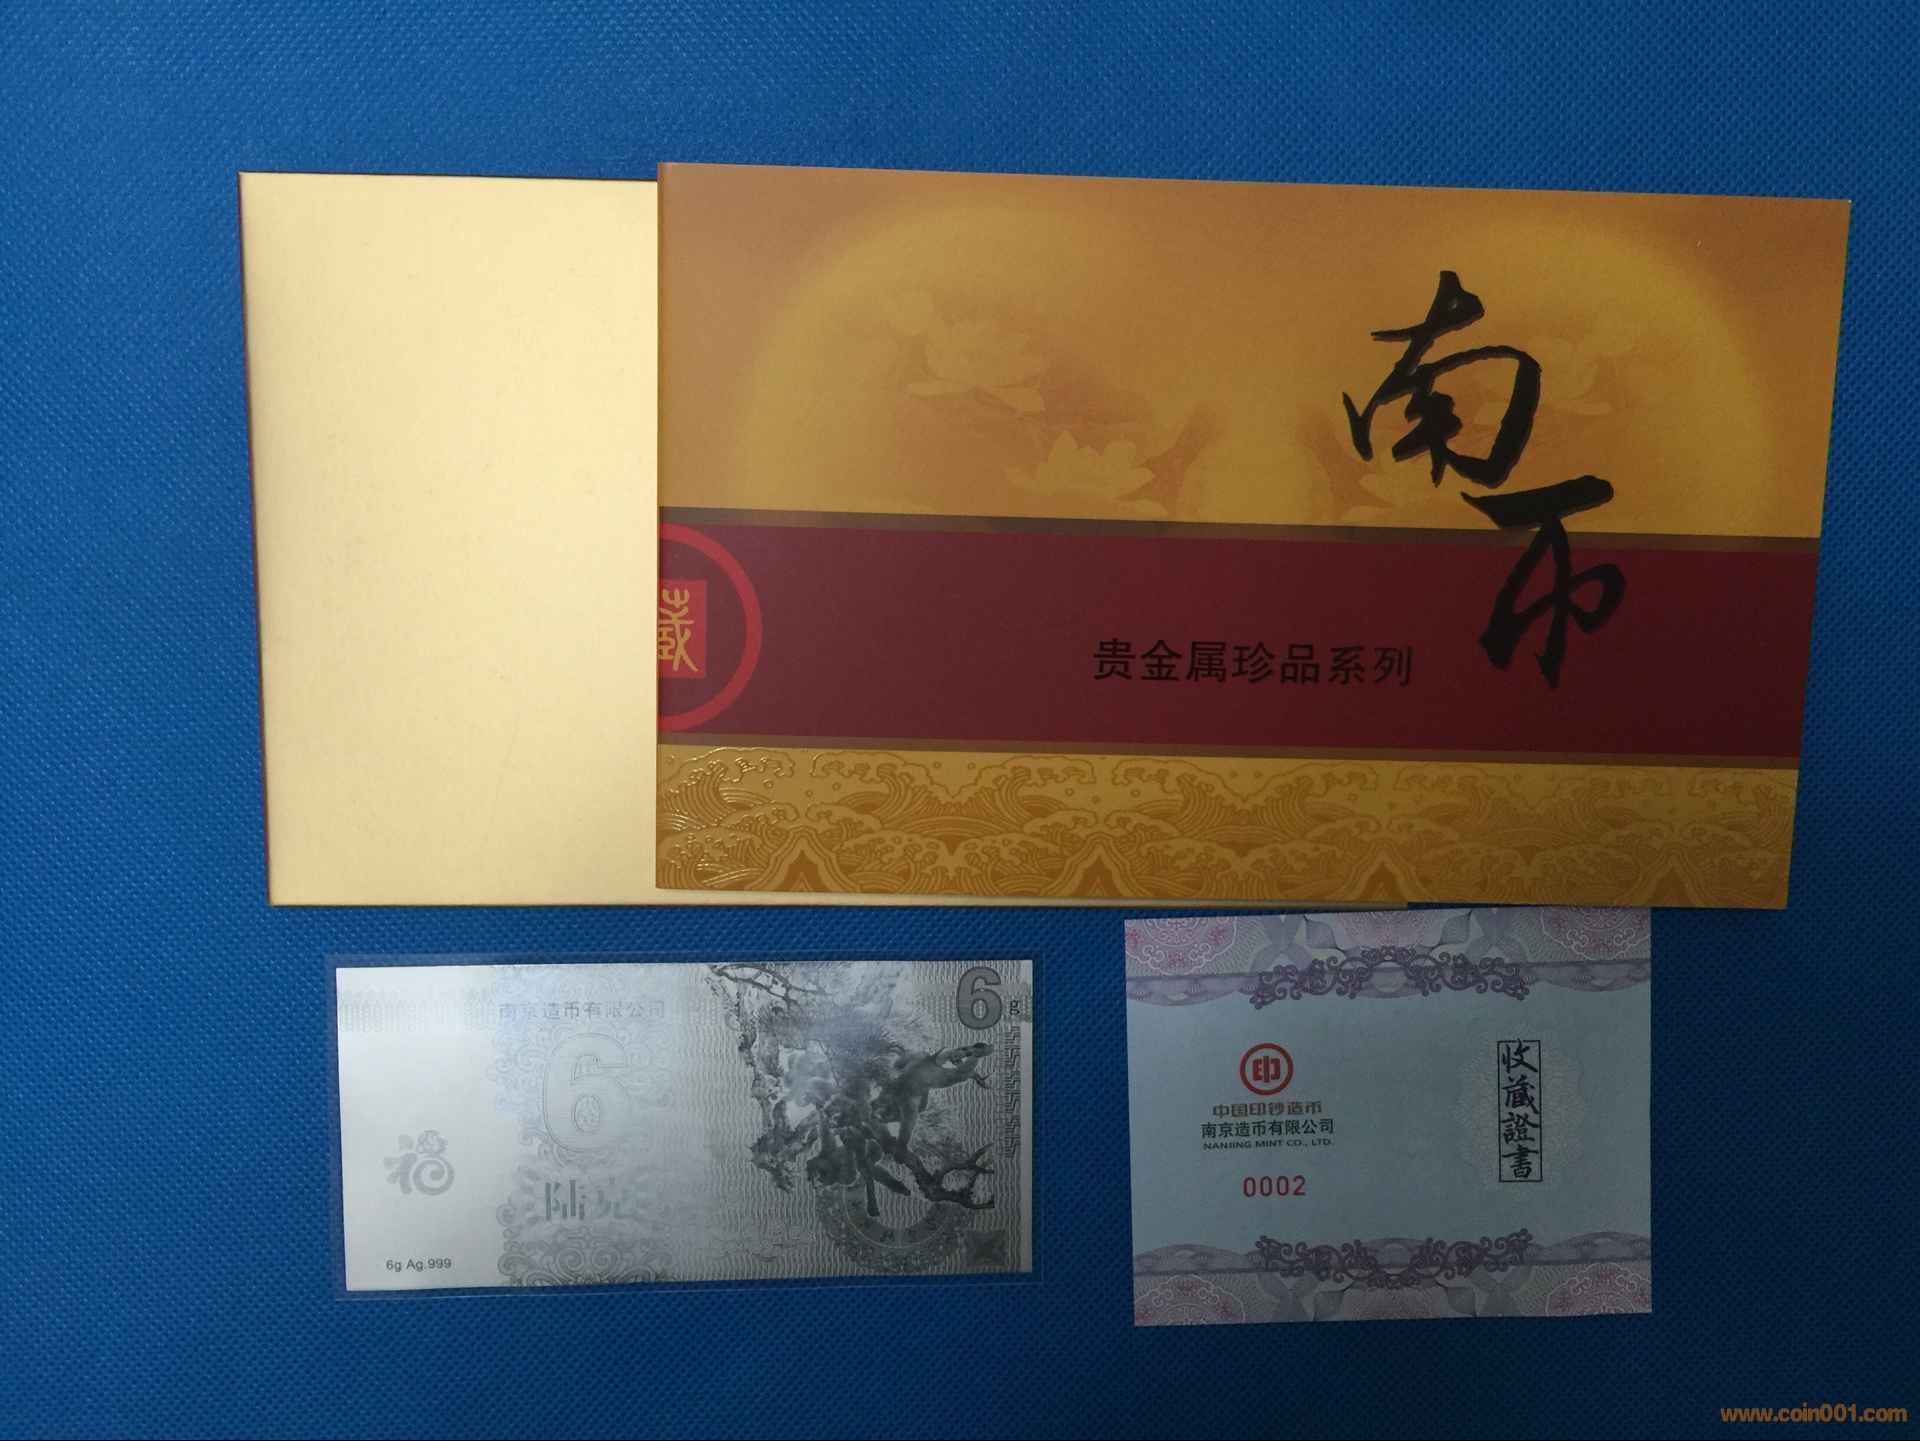 南
币
藏
贵金属珍品系列
南京造币有限公司
6g
6
福
陆克
6g Ag.999
中国印钞造币
南京造币有限公司
NANJING MINT CO., LTD.
0002
收藏證書
www.coin001.com